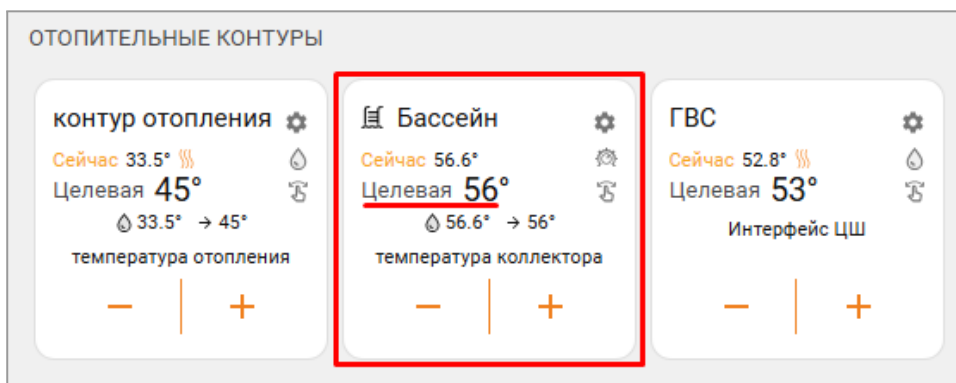 ОТОПИТЕЛЬНЫЕ КОНТУРЫ
контур отопления
Сейчас 33.5°
Целевая 45°
33.5° → 45°
температура отопления
− +
Бассейн
Сейчас 56.6°
Целевая 56°
56.6° → 56°
температура коллектора
− +
ГВС
Сейчас 52.8°
Целевая 53°
Интерфейс ЦШ
− +